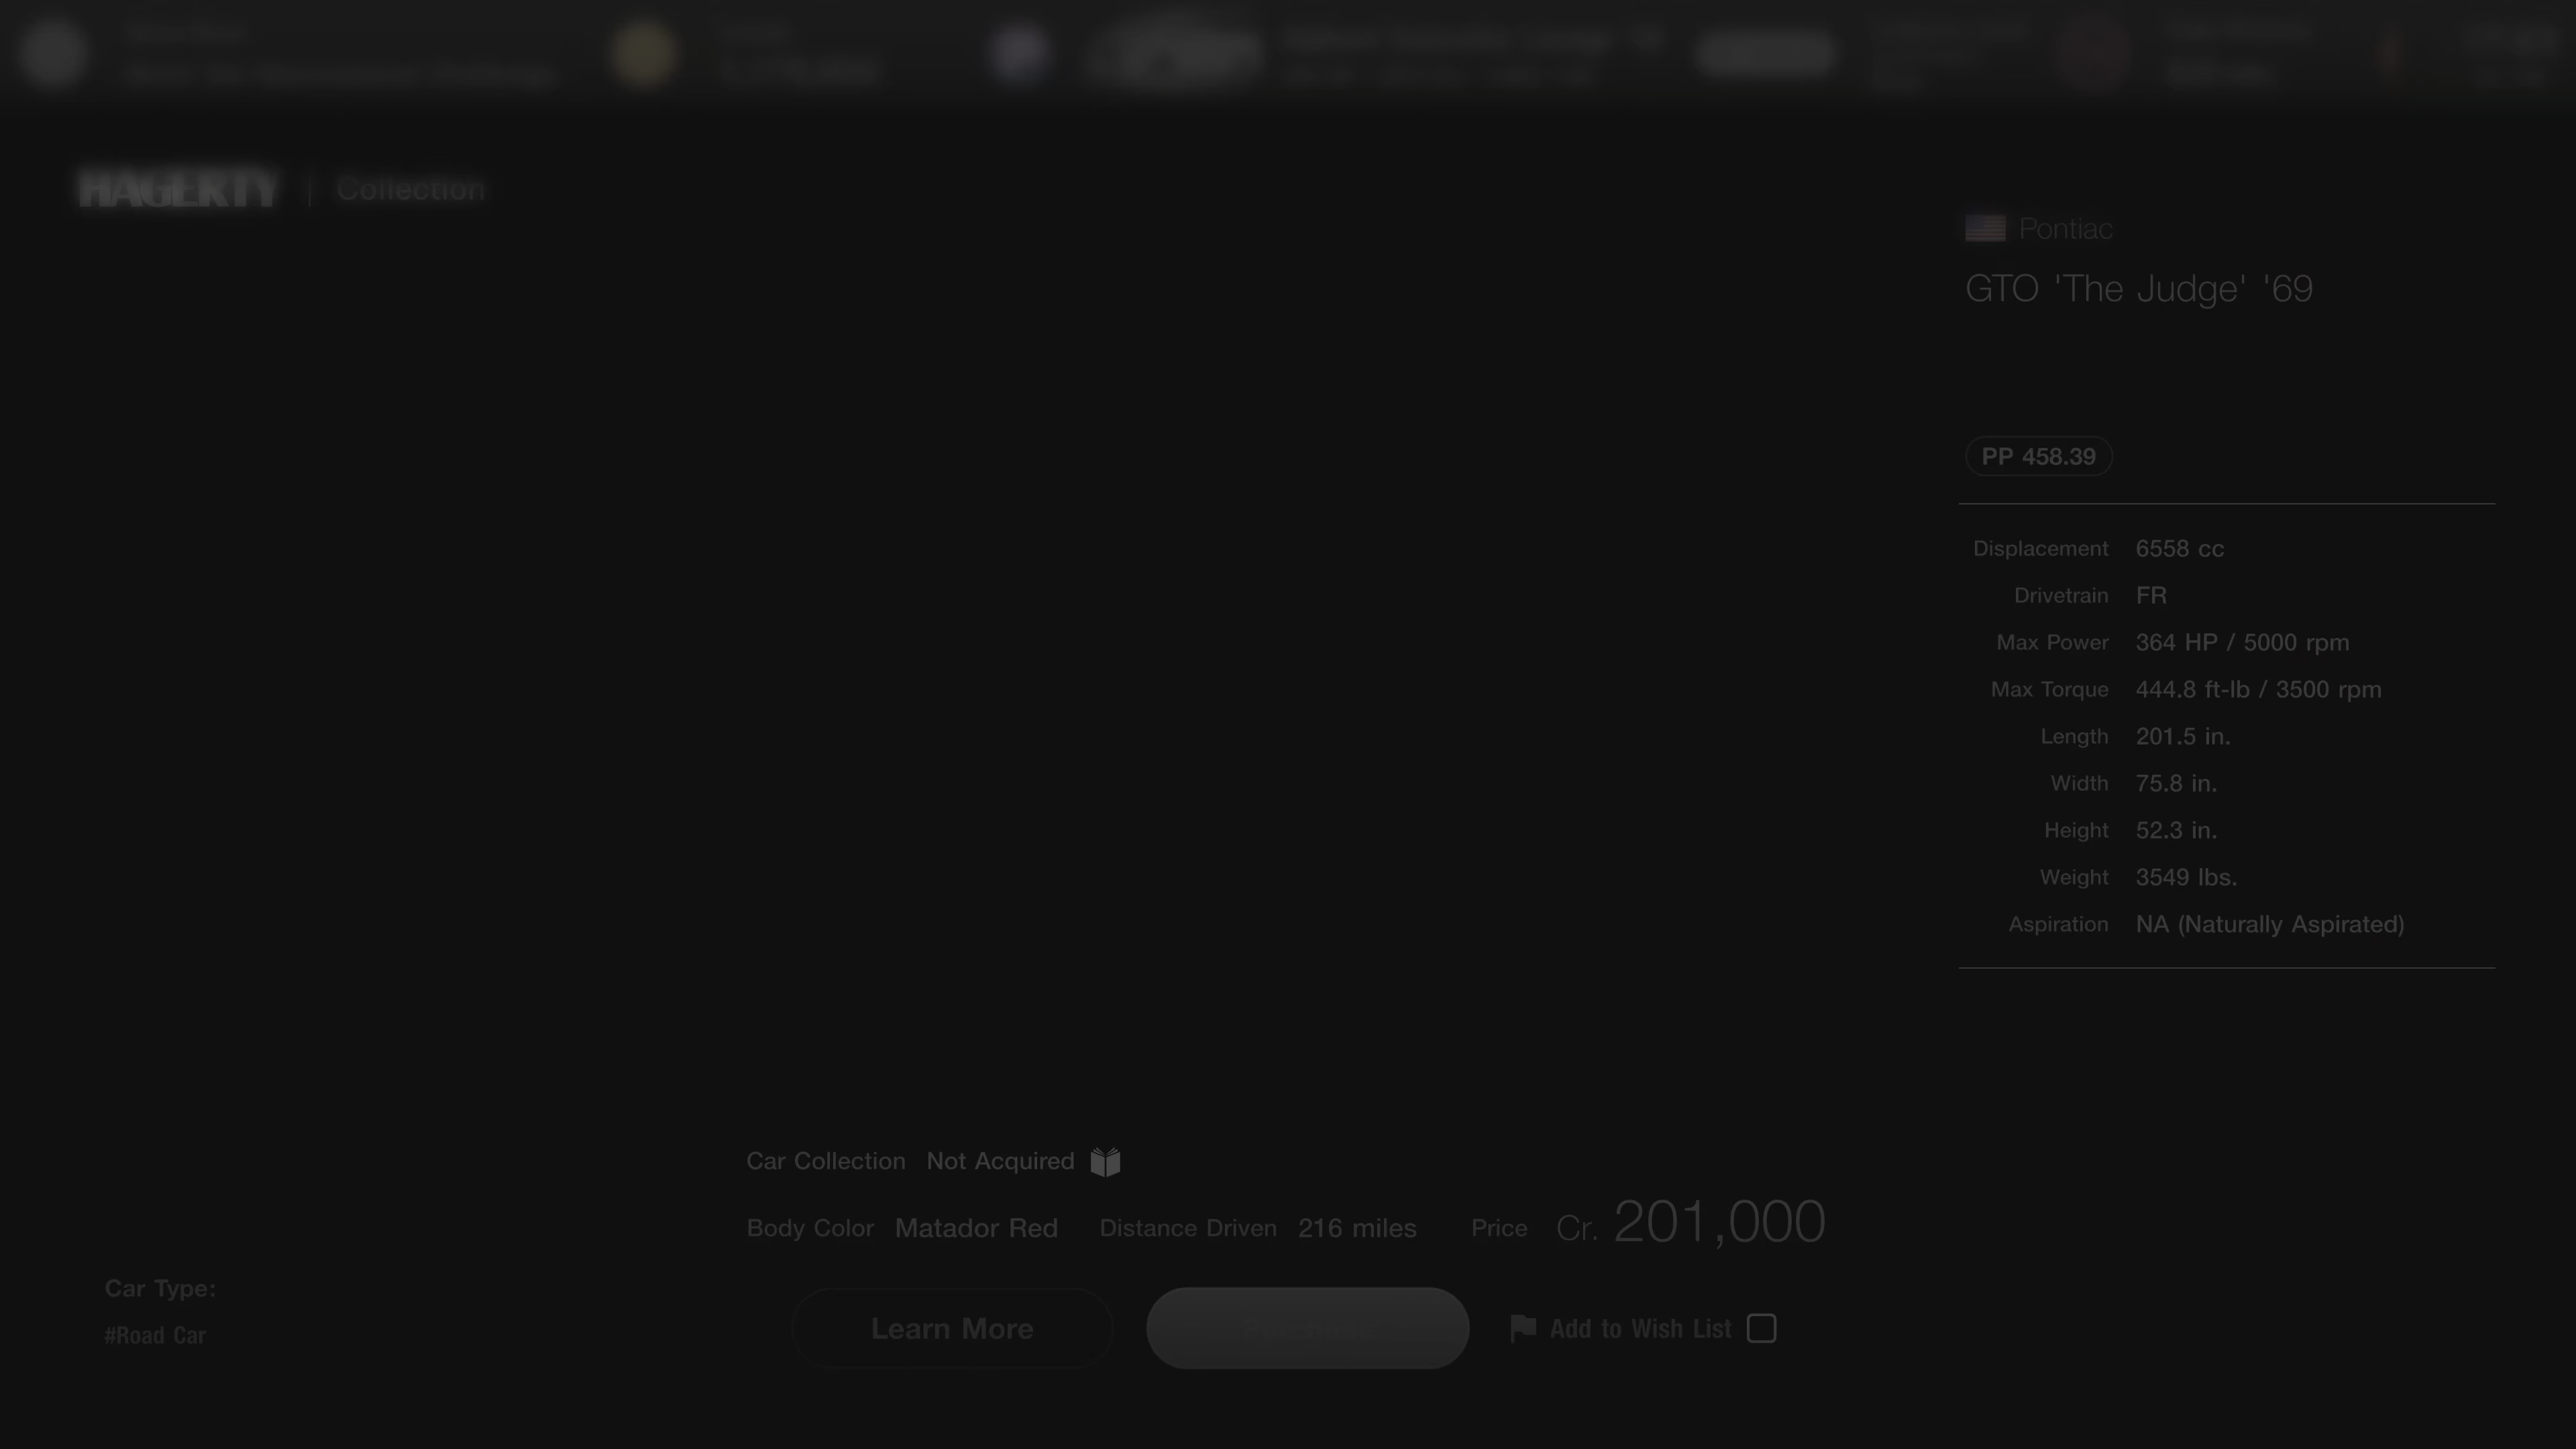 HAGERTY | Collection
Pontiac
GTO 'The Judge' '69
PP 458.39
Displacement 6558 cc
Drivetrain FR
Max Power 364 HP / 5000 rpm
Max Torque 444.8 ft-lb / 3500 rpm
Length 201.5 in.
Width 75.8 in.
Height 52.3 in.
Weight 3549 lbs.
Aspiration NA (Naturally Aspirated)
Car Collection Not Acquired
Body Color Matador Red Distance Driven 216 miles Price Cr. 201,000
Car Type:
#Road Car
Learn More
Add to Wish List